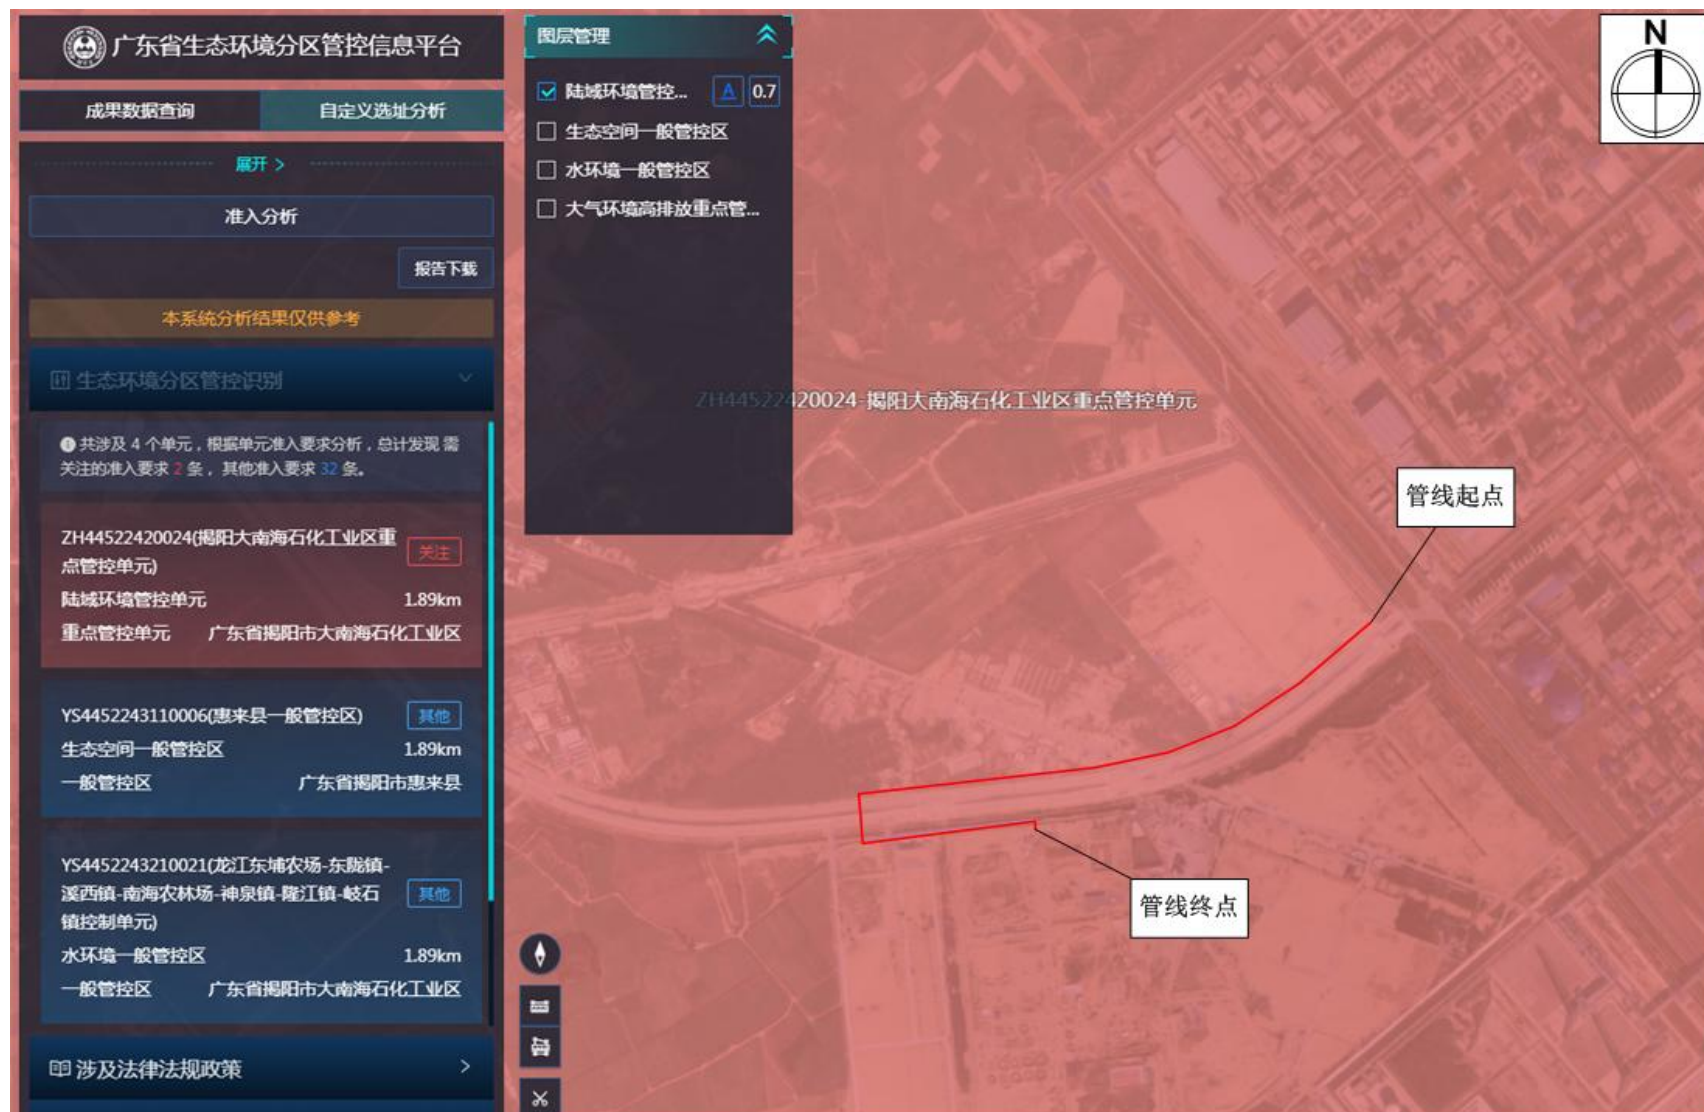 广东省生态环境分区管控信息平台
成果数据查询
自定义选址分析
展开 >
准入分析
报告下载
本系统分析结果仅供参考
生态环境分区管控识别
共涉及 4 个单元，根据单元准入要求分析，总计发现 需
关注的准入要求 2 条， 其他准入要求 32 条。
ZH44522420024(揭阳大南海石化工业区重
点管控单元)
关注
陆域环境管控单元 1.89km
重点管控单元 广东省揭阳市大南海石化工业区
YS4452243110006(惠来县一般管控区)
其他
生态空间一般管控区 1.89km
一般管控区 广东省揭阳市惠来县
YS4452243210021(龙江东埔农场-东陇镇-
溪西镇-南海农林场-神泉镇-隆江镇-岐石
镇控制单元)
其他
水环境一般管控区 1.89km
一般管控区 广东省揭阳市大南海石化工业区
涉及法律法规政策 >
图层管理
陆域环境管控... A 0.7
生态空间一般管控区
水环境一般管控区
大气环境高排放重点管...
ZH44522420024-揭阳大南海石化工业区重点管控单元
N
管线起点
管线终点